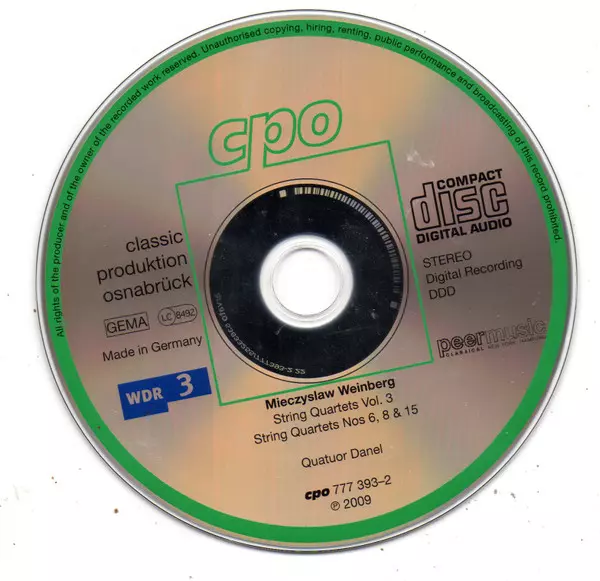 All rights of the producer and of the owner of the recorded work reserved. Unauthorised copying, hiring, renting, public performance and broadcasting of this record prohibited.
cpo
COMPACT
disc
DIGITAL AUDIO
classic
produktion
osnabrück
STEREO
Digital Recording
DDD
GEMA
LC 8492
Made in Germany
peermusic
CLASSICAL
WDR 3
Mieczyslaw Weinberg
String Quartets Vol. 3
String Quartets Nos 6, 8 & 15
Quatuor Danel
cpo 777 393–2
℗ 2009